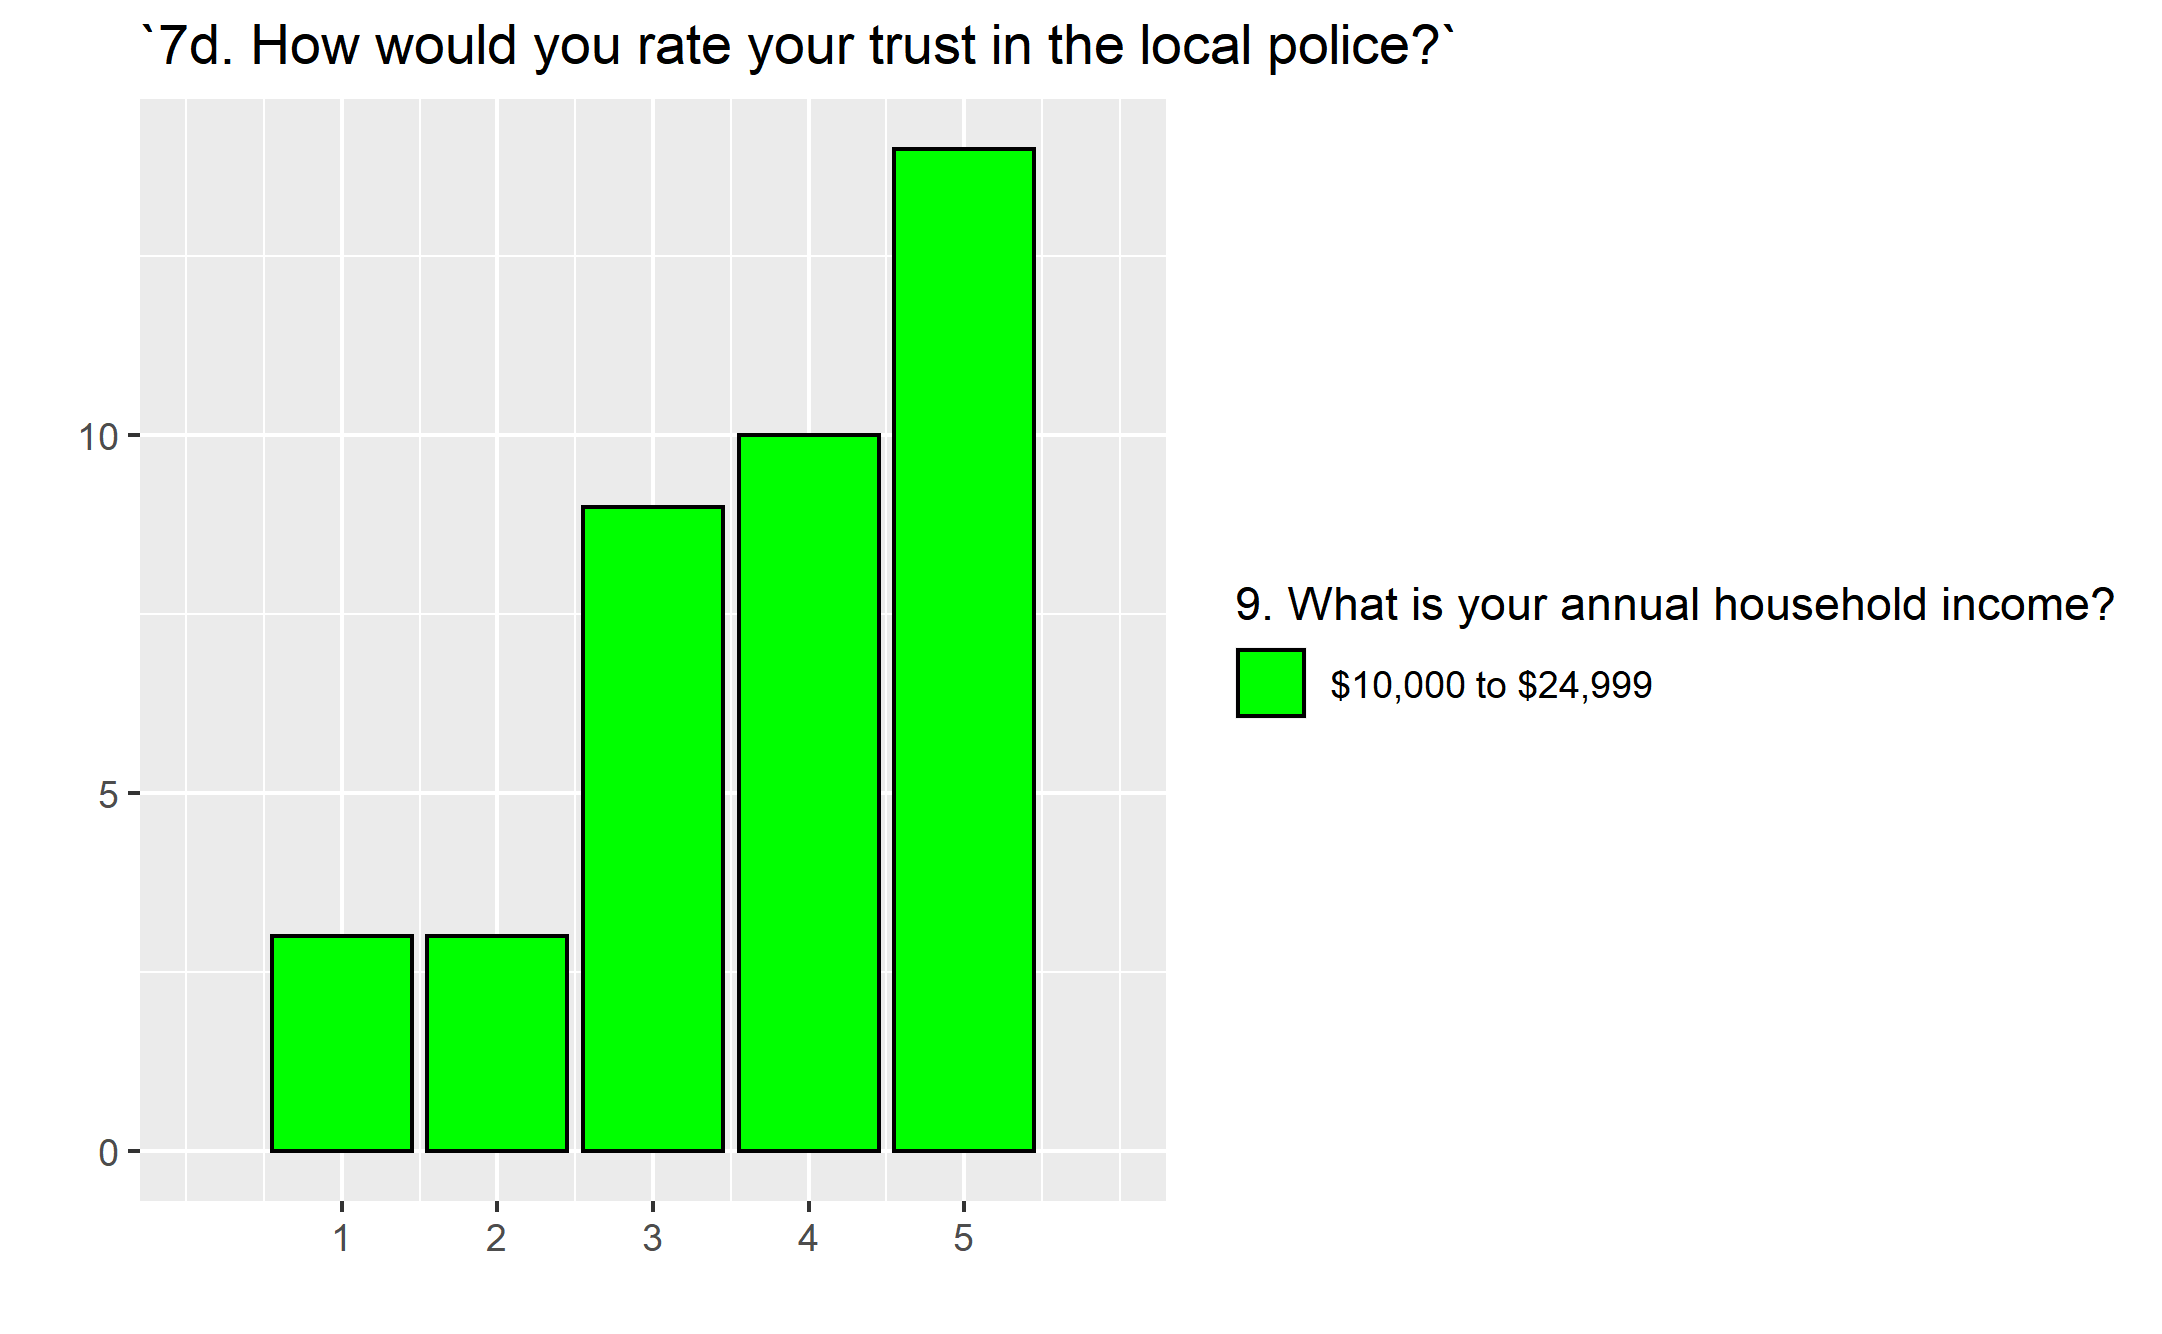 `7d. How would you rate your trust in the local police?`
10
5
0
1 2 3 4 5
9. What is your annual household income?
$10,000 to $24,999